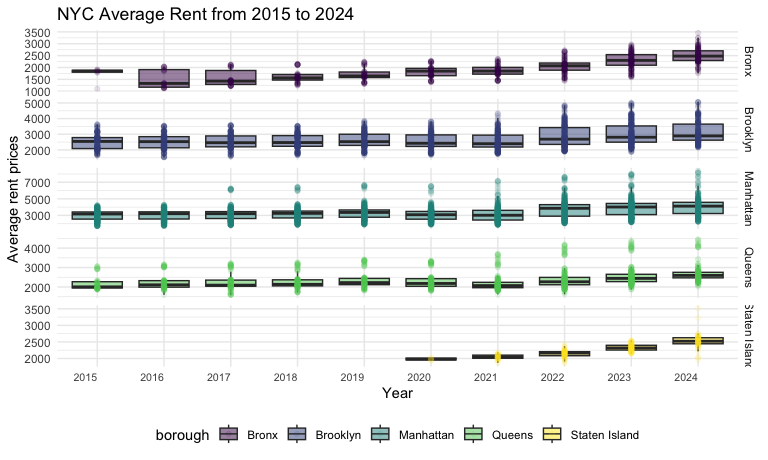 NYC Average Rent from 2015 to 2024
Average rent prices
3500
3000
2500
2000
1500
1000
Bronx
5000
4000
3000
2000
Brooklyn
7000
5000
3000
Manhattan
4000
3000
2000
Queens
3500
3000
2500
2000
Staten Island
2015 2016 2017 2018 2019 2020 2021 2022 2023 2024
Year
borough Bronx Brooklyn Manhattan Queens Staten Island